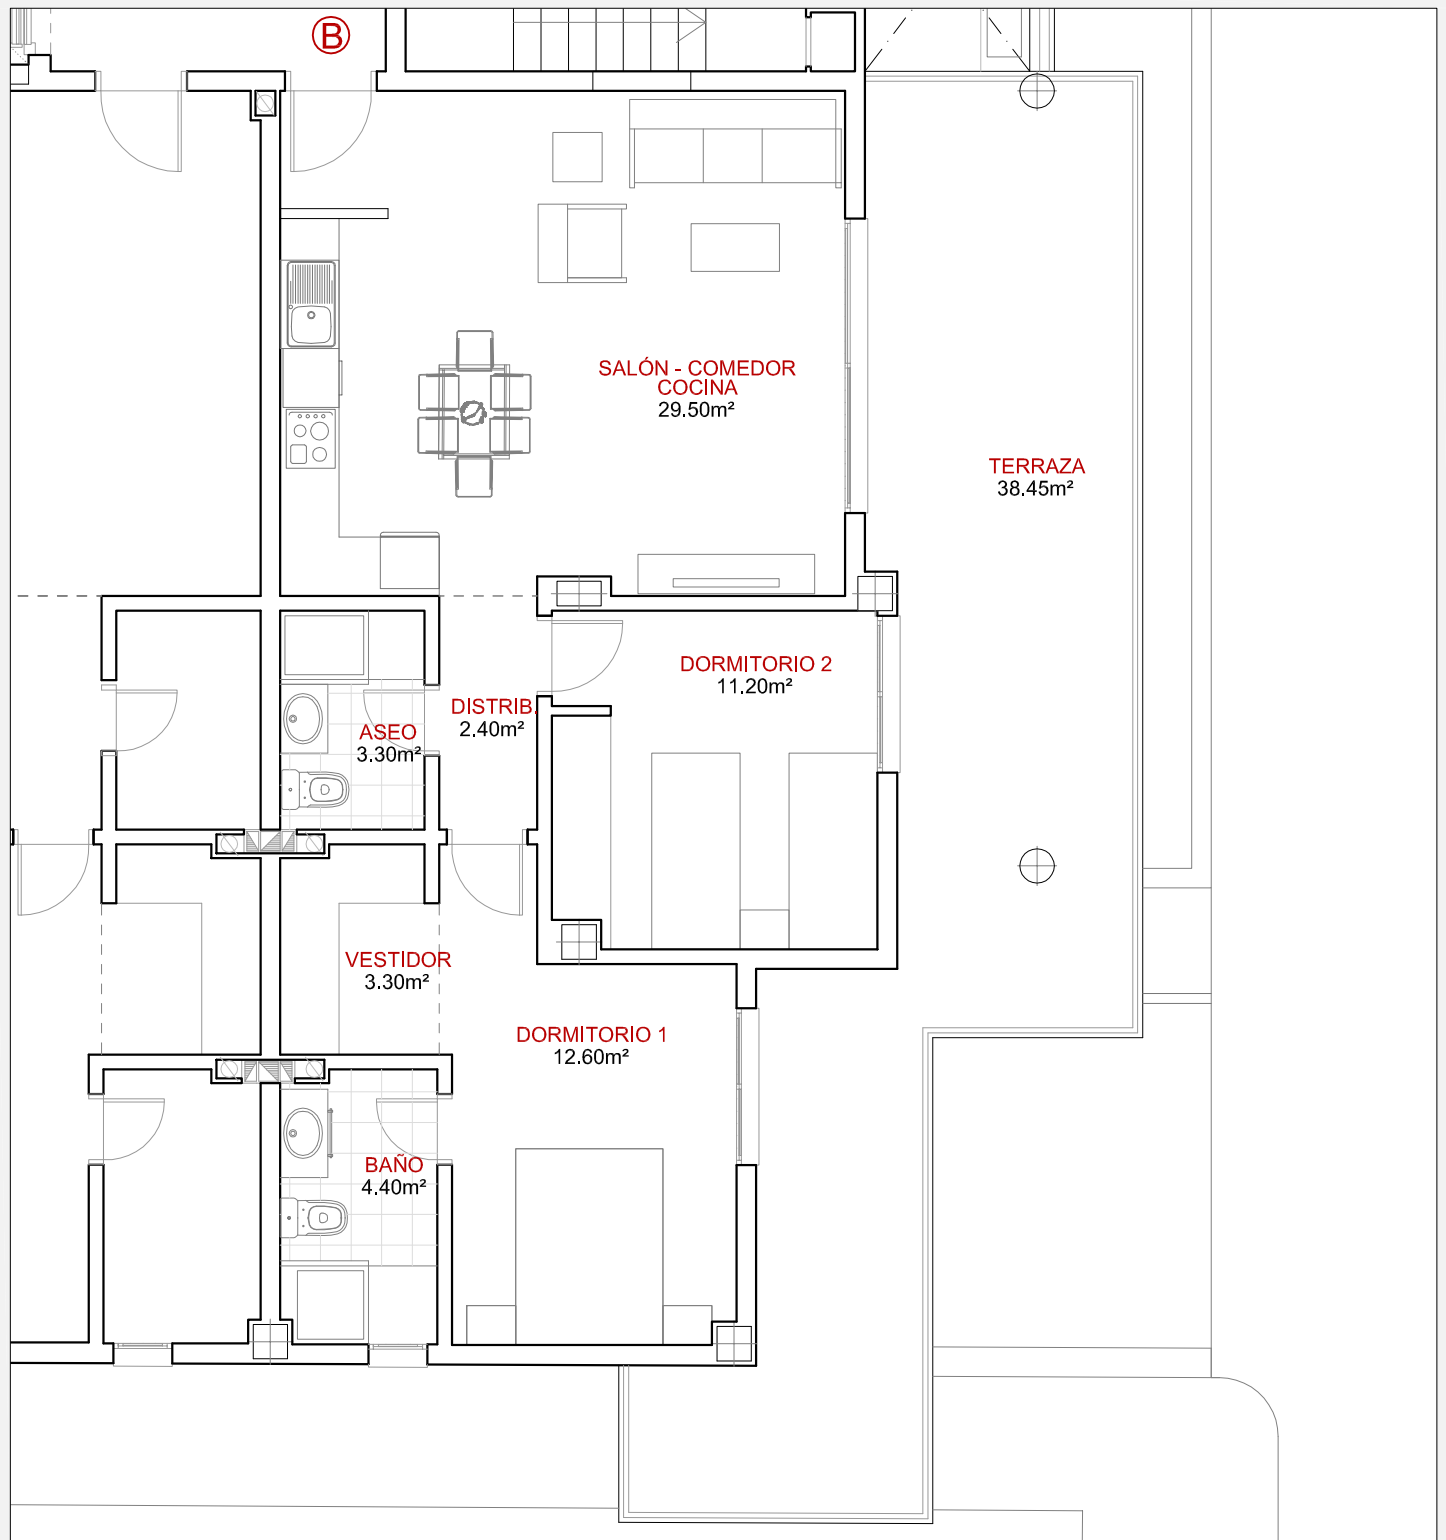 B
SALÓN - COMEDOR
COCINA
29.50m²
TERRAZA
38.45m²
DORMITORIO 2
11.20m²
DISTRIB.
2.40m²
ASEO
3.30m²
VESTIDOR
3.30m²
DORMITORIO 1
12.60m²
BAÑO
4.40m²